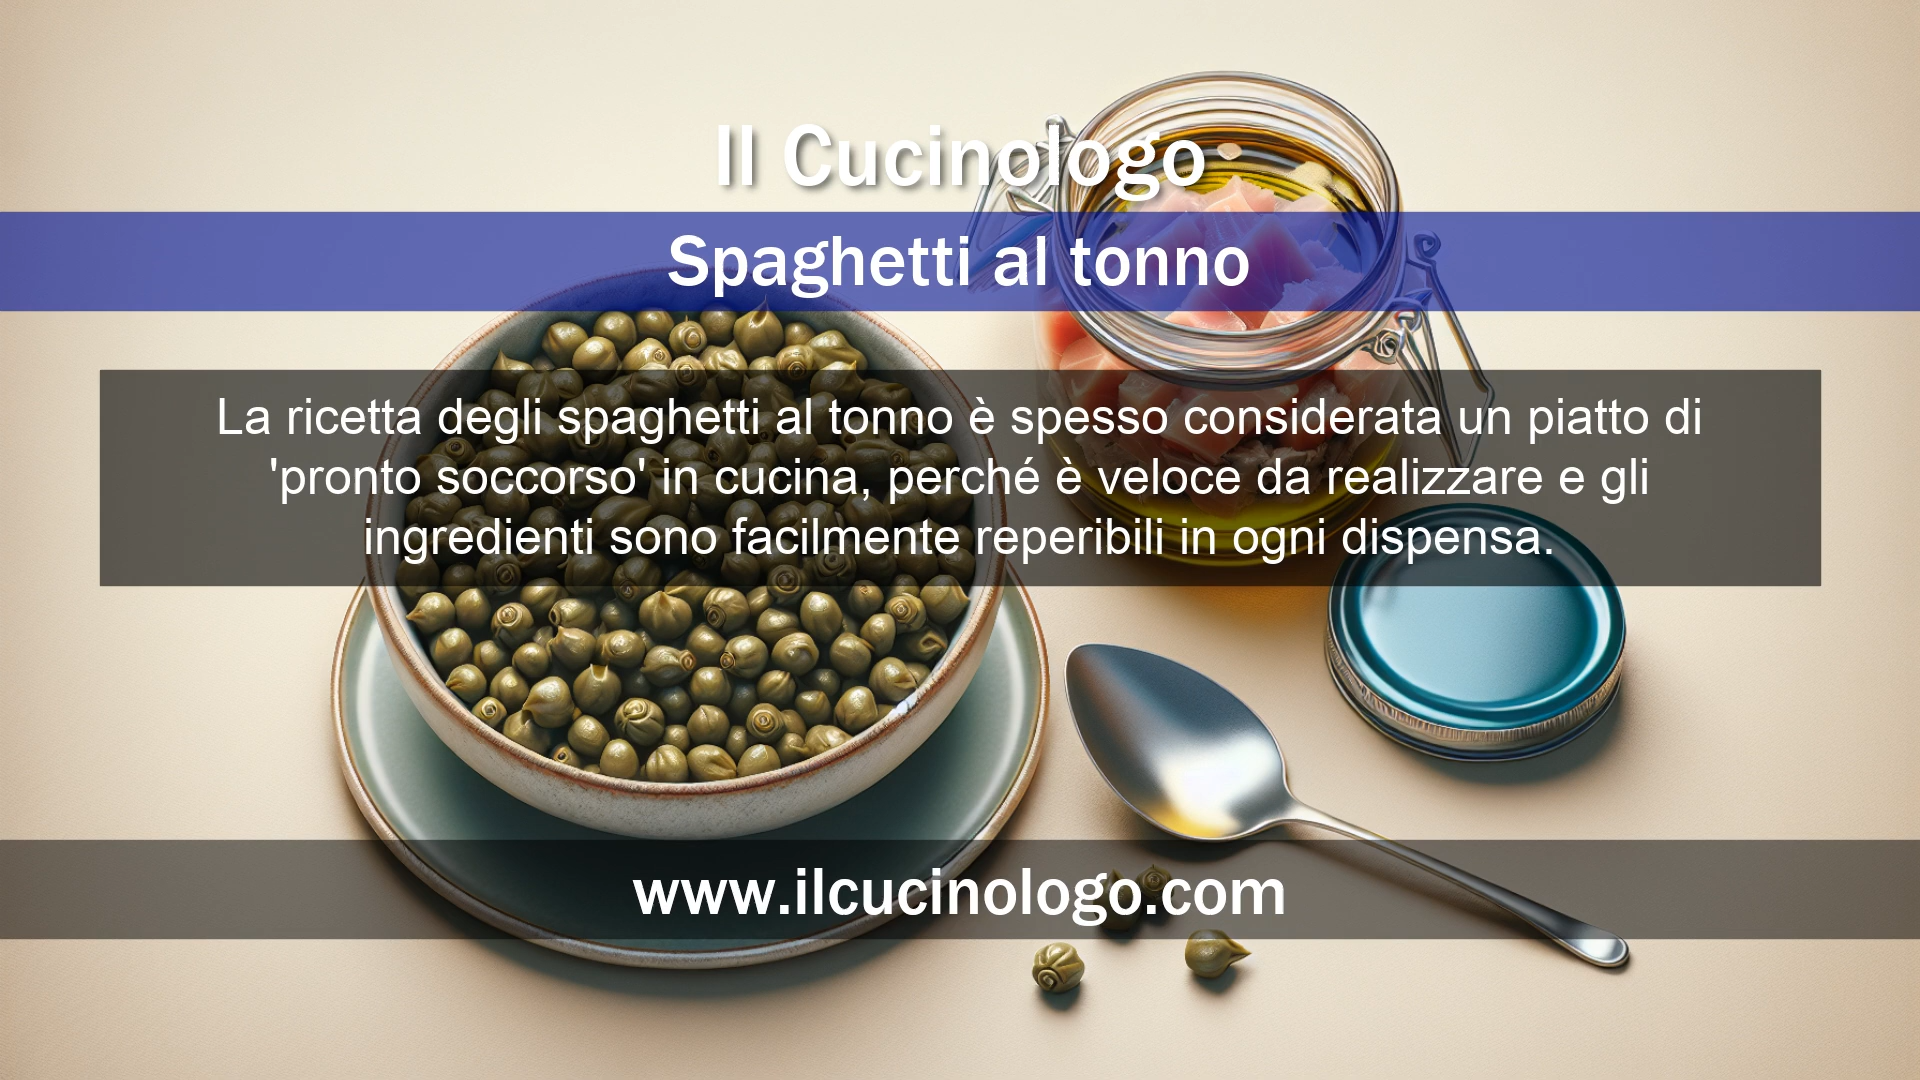 Il Cucinologo
Spaghetti al tonno
La ricetta degli spaghetti al tonno è spesso considerata un piatto di
'pronto soccorso' in cucina, perché è veloce da realizzare e gli
ingredienti sono facilmente reperibili in ogni dispensa.
www.ilcucinologo.com